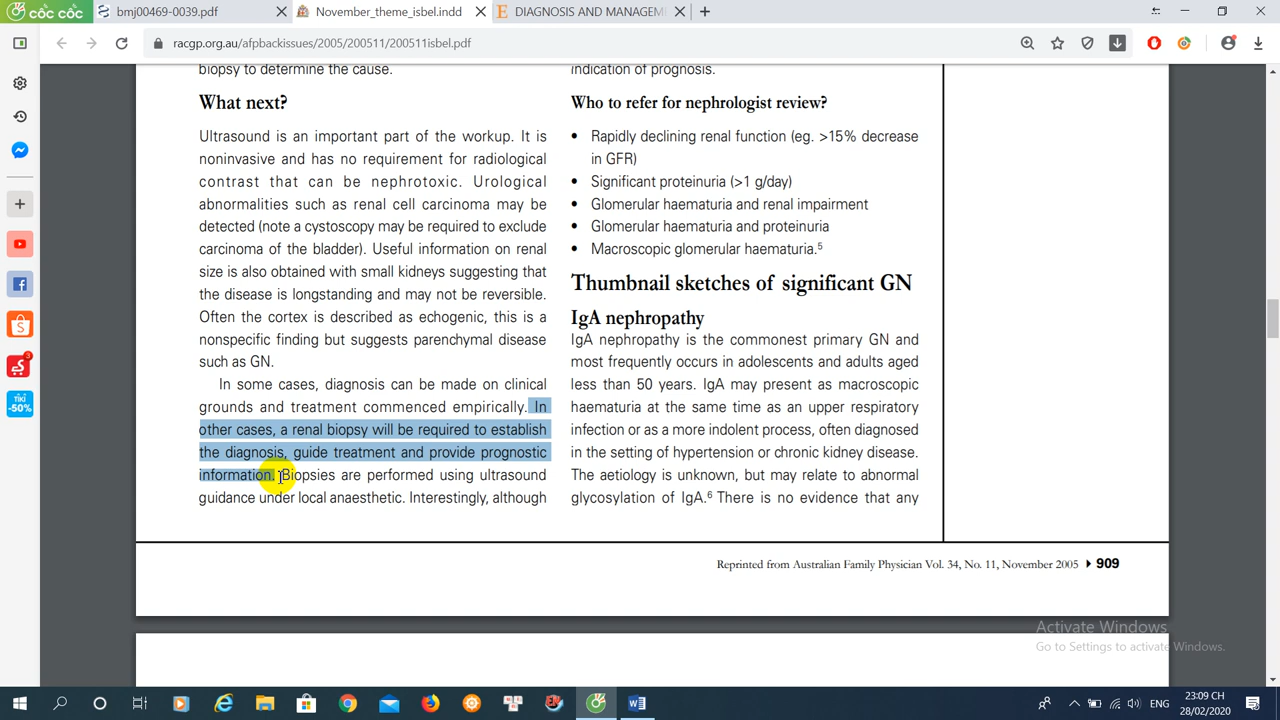 cốc cốc
bmj00469-0039.pdf
November_theme_isbel.indd
DIAGNOSIS AND MANAGEM
racgp.org.au/afpbackissues/2005/200511/200511isbel.pdf
biopsy to determine the cause.
What next?
Ultrasound is an important part of the workup. It is
noninvasive and has no requirement for radiological
contrast that can be nephrotoxic. Urological
abnormalities such as renal cell carcinoma may be
detected (note a cystoscopy may be required to exclude
carcinoma of the bladder). Useful information on renal
size is also obtained with small kidneys suggesting that
the disease is longstanding and may not be reversible.
Often the cortex is described as echogenic, this is a
nonspecific finding but suggests parenchymal disease
such as GN.
In some cases, diagnosis can be made on clinical
grounds and treatment commenced empirically. In
other cases, a renal biopsy will be required to establish
the diagnosis, guide treatment and provide prognostic
information. Biopsies are performed using ultrasound
guidance under local anaesthetic. Interestingly, although
indication of prognosis.
Who to refer for nephrologist review?
• Rapidly declining renal function (eg. >15% decrease
in GFR)
• Significant proteinuria (>1 g/day)
• Glomerular haematuria and renal impairment
• Glomerular haematuria and proteinuria
• Macroscopic glomerular haematuria.5
Thumbnail sketches of significant GN
IgA nephropathy
IgA nephropathy is the commonest primary GN and
most frequently occurs in adolescents and adults aged
less than 50 years. IgA may present as macroscopic
haematuria at the same time as an upper respiratory
infection or as a more indolent process, often diagnosed
in the setting of hypertension or chronic kidney disease.
The aetiology is unknown, but may relate to abnormal
glycosylation of IgA.6 There is no evidence that any
Reprinted from Australian Family Physician Vol. 34, No. 11, November 2005 909
Activate Windows
Go to Settings to activate Windows.
3
TIKI
-50%
ENG
23:09 CH
28/02/2020